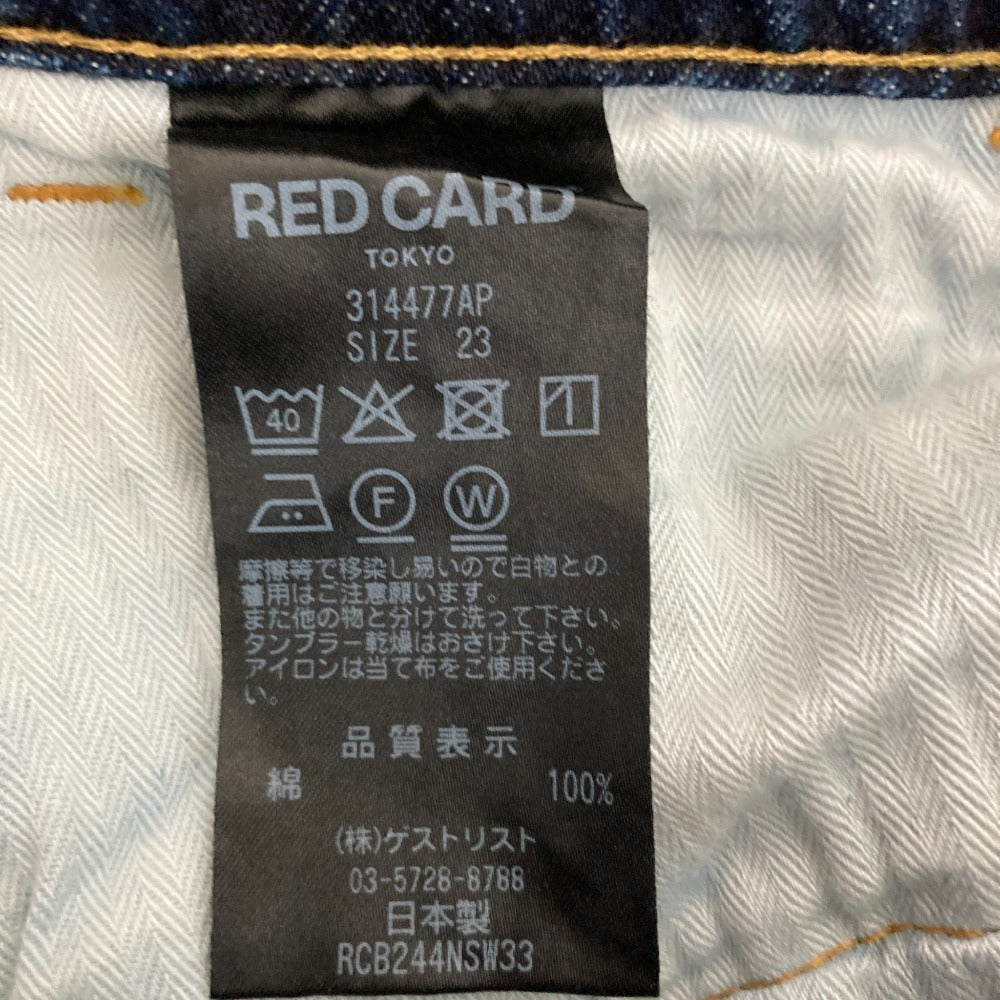 RED CARD
TOKYO
314477AP
SIZE 23
40
F
W
摩擦等で移染し易いので白物との
着用はご注意願います。
また他の物と分けて洗って下さい。
タンブラー乾燥はおさけ下さい。
アイロンは当て布をご使用くださ
い。
品質表示
綿 100%
(株)ゲストリスト
03-5728-8788
日本製
RCB244NSW33